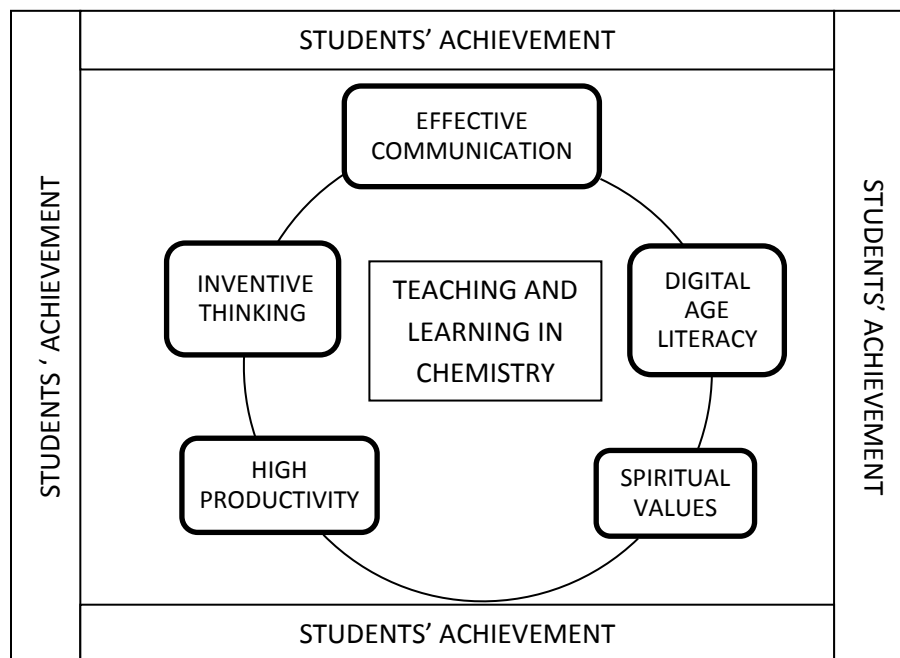 STUDENTS’ ACHIEVEMENT
STUDENTS ‘ ACHIEVEMENT
EFFECTIVE
COMMUNICATION
INVENTIVE
THINKING
TEACHING AND
LEARNING IN
CHEMISTRY
DIGITAL
AGE
LITERACY
HIGH
PRODUCTIVITY
SPIRITUAL
VALUES
STUDENTS’ ACHIEVEMENT
STUDENTS’ ACHIEVEMENT